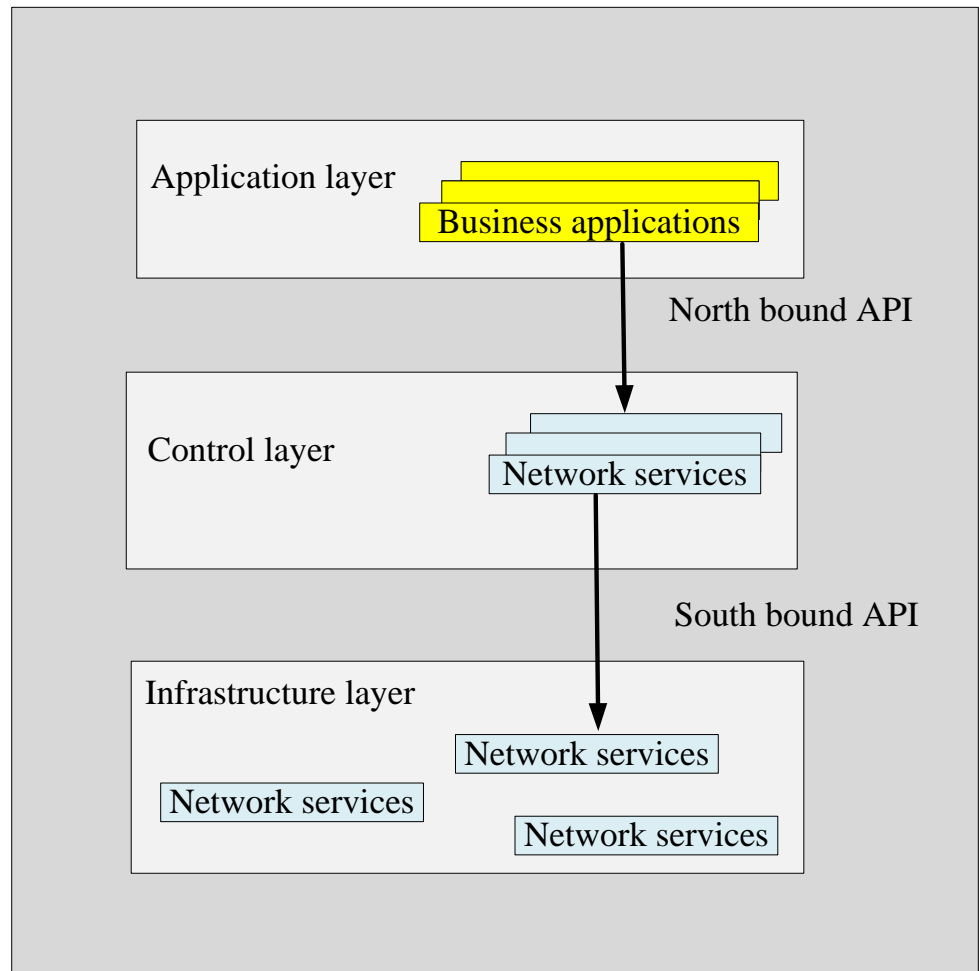 Application layer
Business applications
North bound API
Control layer
Network services
South bound API
Infrastructure layer
Network services
Network services
Network services